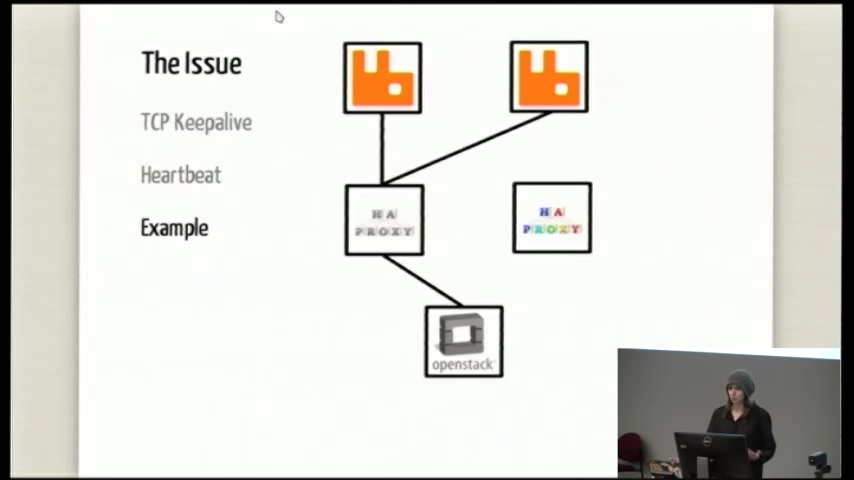 The Issue
TCP Keepalive
Heartbeat
Example
HA
PROXY
HA
PROXY
openstack